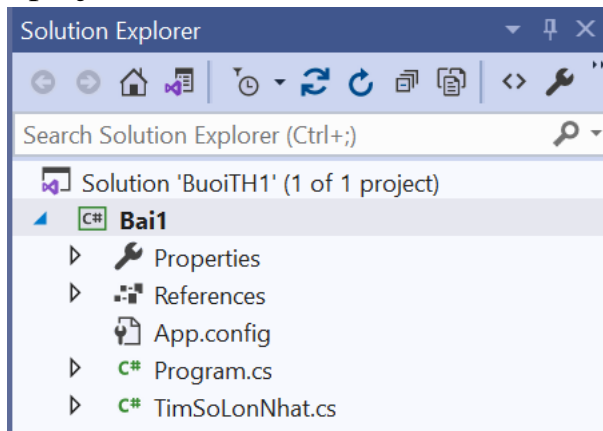 Solution Explorer
Search Solution Explorer (Ctrl+;)
Solution 'BuoiTH1' (1 of 1 project)
C# Bai1
Properties
References
App.config
C# Program.cs
C# TimSoLonNhat.cs